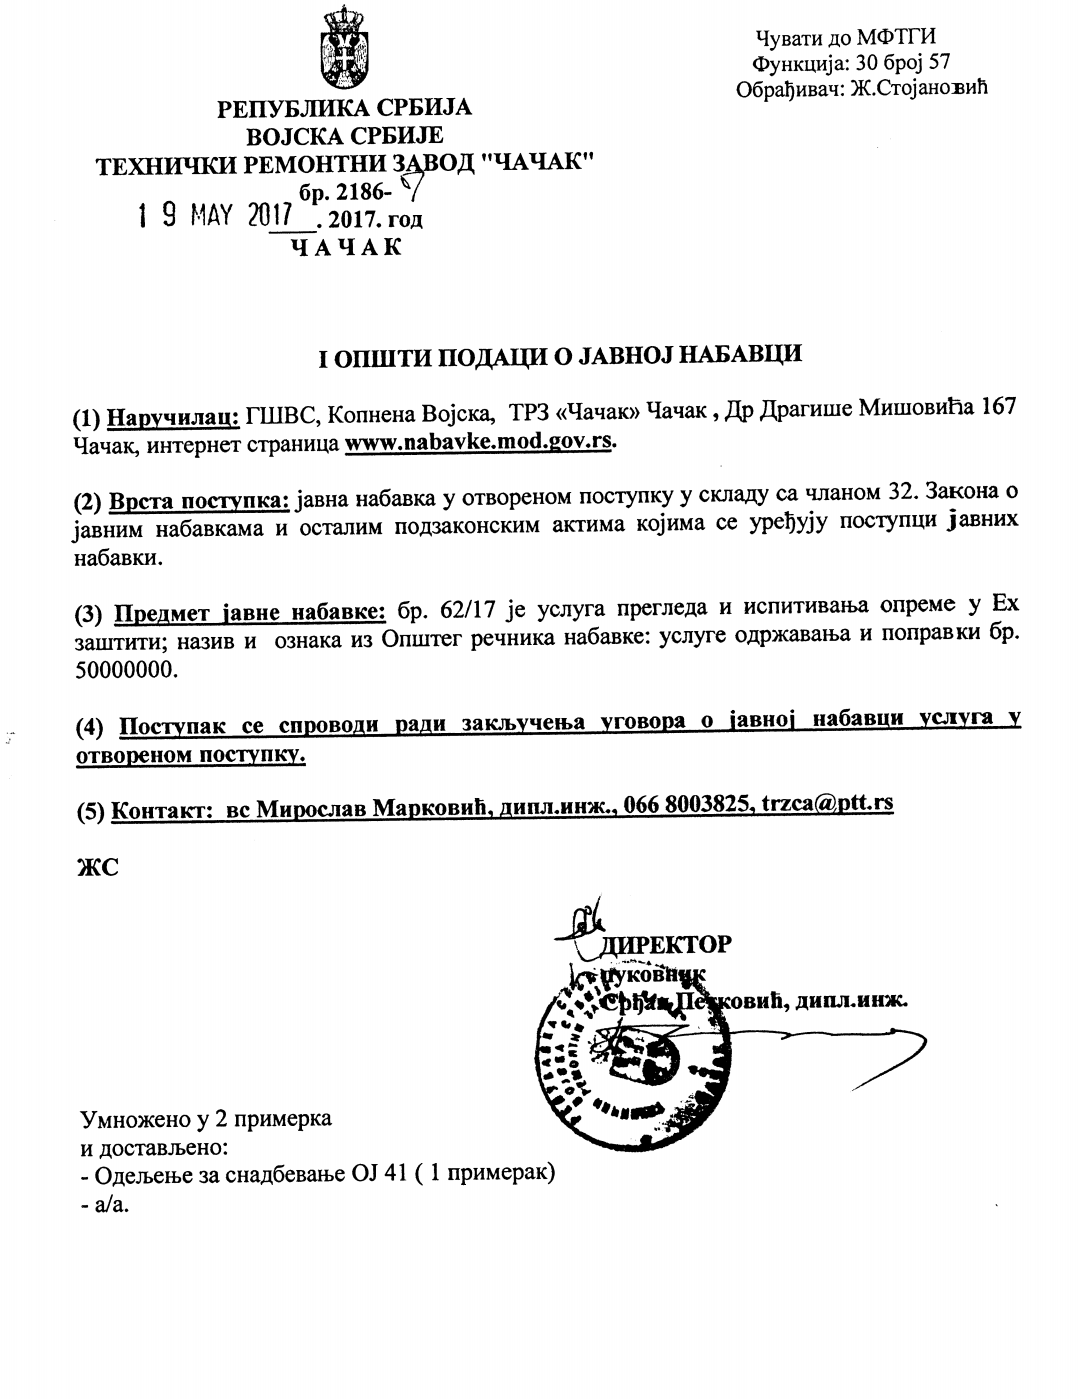 Чувати до МФТГИ
Функција: 30 број 57
Обрађивач: Ж.Стојановић
РЕПУБЛИКА СРБИЈА
ВОЈСКА СРБИЈЕ
ТЕХНИЧКИ РЕМОНТНИ ЗАВОД "ЧАЧАК"
бр. 2186-
19 MAY 2017 . 2017. год
Ч А Ч А К
I ОПШТИ ПОДАЦИ О ЈАВНОЈ НАБАВЦИ
(1) Наручилац: ГШВС, Копнена Војска, ТРЗ «Чачак» Чачак , Др Драгише Мишовића 167
Чачак, интернет страница www.nabavke.mod.gov.rs.
(2) Врста поступка: јавна набавка у отвореном поступку у складу са чланом 32. Закона о
јавним набавкама и осталим подзаконским актима којима се уређују поступци јавних
набавки.
(3) Предмет јавне набавке: бр. 62/17 је услуга прегледа и испитивања опреме у Ех
заштити; назив и ознака из Општег речника набавке: услуге одржавања и поправки бр.
50000000.
(4) Поступак се спроводи ради закључења уговора о јавној набавци услуга у
отвореном поступку.
(5) Контакт: вс Мирослав Марковић, дипл.инж., 066 8003825, trzca@ptt.rs
ЖС
ДИРЕКТОР
пуковник
Срђан Петковић, дипл.инж.
Умножено у 2 примерка
и достављено:
- Одељење за снадбевање ОЈ 41 ( 1 примерак)
- а/а.